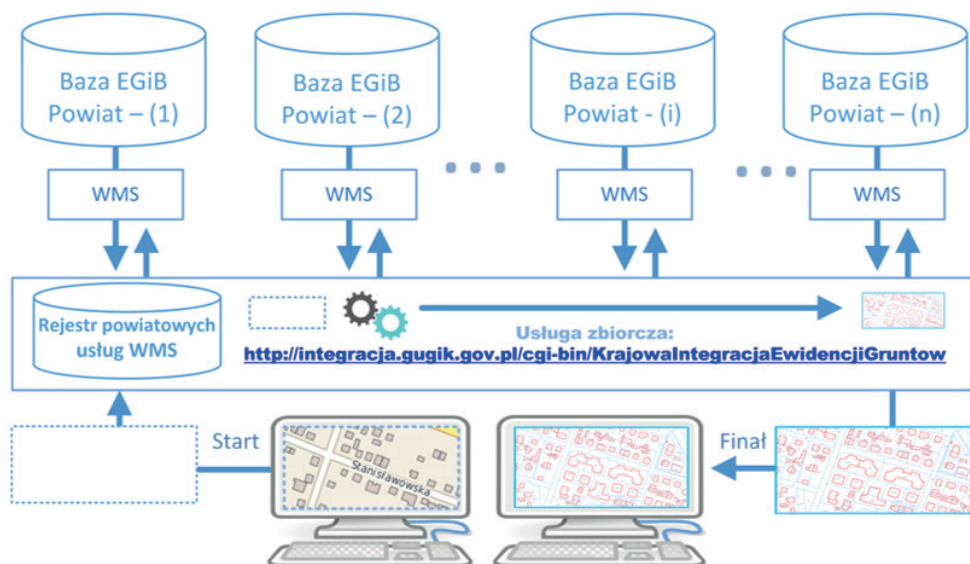 Baza EGiB
Powiat – (1)
Baza EGiB
Powiat – (2)
Baza EGiB
Powiat - (i)
Baza EGiB
Powiat – (n)
WMS
WMS
WMS
WMS
Rejestr powiatowych
usług WMS
Usługa zbiorcza:
http://integracja.gugik.gov.pl/cgi-bin/KrajowaIntegracjaEwidencjiGruntow
Start
Stanisławowska
Finał